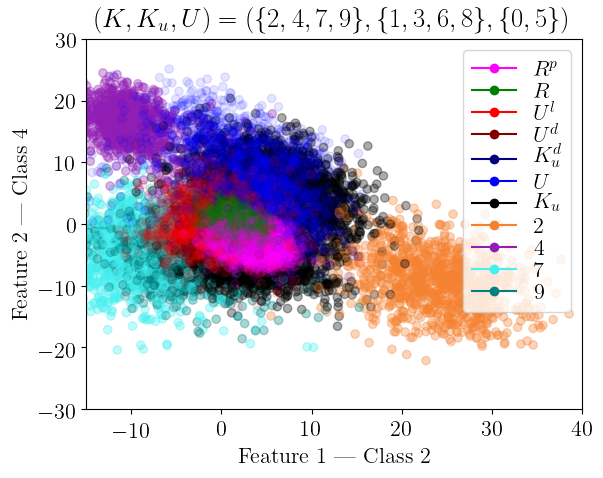 (K, K_u, U) = ({2, 4, 7, 9}, {1, 3, 6, 8}, {0, 5})
30
20
10
0
−10
−20
−30
Feature 2 — Class 4
−10
0
10
20
30
40
Feature 1 — Class 2
R^p
R
U^l
U^d
K_u^d
U
K_u
2
4
7
9